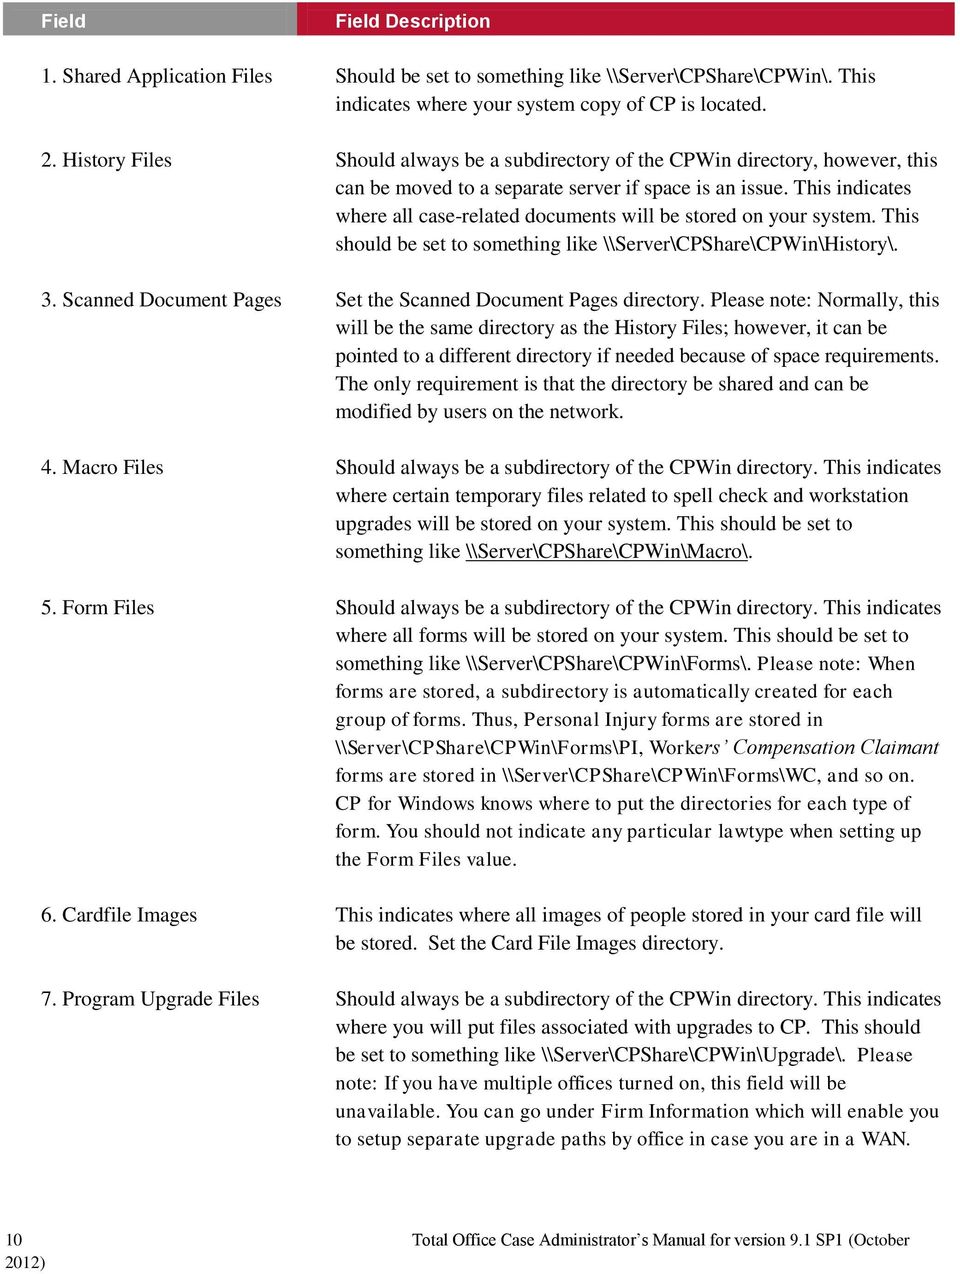 Field Field Description
1. Shared Application Files Should be set to something like \\Server\CPShare\CPWin\. This
indicates where your system copy of CP is located.
2. History Files Should always be a subdirectory of the CPWin directory, however, this
can be moved to a separate server if space is an issue. This indicates
where all case-related documents will be stored on your system. This
should be set to something like \\Server\CPShare\CPWin\History\.
3. Scanned Document Pages Set the Scanned Document Pages directory. Please note: Normally, this
will be the same directory as the History Files; however, it can be
pointed to a different directory if needed because of space requirements.
The only requirement is that the directory be shared and can be
modified by users on the network.
4. Macro Files Should always be a subdirectory of the CPWin directory. This indicates
where certain temporary files related to spell check and workstation
upgrades will be stored on your system. This should be set to
something like \\Server\CPShare\CPWin\Macro\.
5. Form Files Should always be a subdirectory of the CPWin directory. This indicates
where all forms will be stored on your system. This should be set to
something like \\Server\CPShare\CPWin\Forms\. Please note: When
forms are stored, a subdirectory is automatically created for each
group of forms. Thus, Personal Injury forms are stored in
\\Server\CPShare\CPWin\Forms\PI, Workers’ Compensation Claimant
forms are stored in \\Server\CPShare\CPWin\Forms\WC, and so on.
CP for Windows knows where to put the directories for each type of
form. You should not indicate any particular lawtype when setting up
the Form Files value.
6. Cardfile Images This indicates where all images of people stored in your card file will
be stored. Set the Card File Images directory.
7. Program Upgrade Files Should always be a subdirectory of the CPWin directory. This indicates
where you will put files associated with upgrades to CP. This should
be set to something like \\Server\CPShare\CPWin\Upgrade\. Please
note: If you have multiple offices turned on, this field will be
unavailable. You can go under Firm Information which will enable you
to setup separate upgrade paths by office in case you are in a WAN.
10 Total Office Case Administrator’s Manual for version 9.1 SP1 (October
2012)